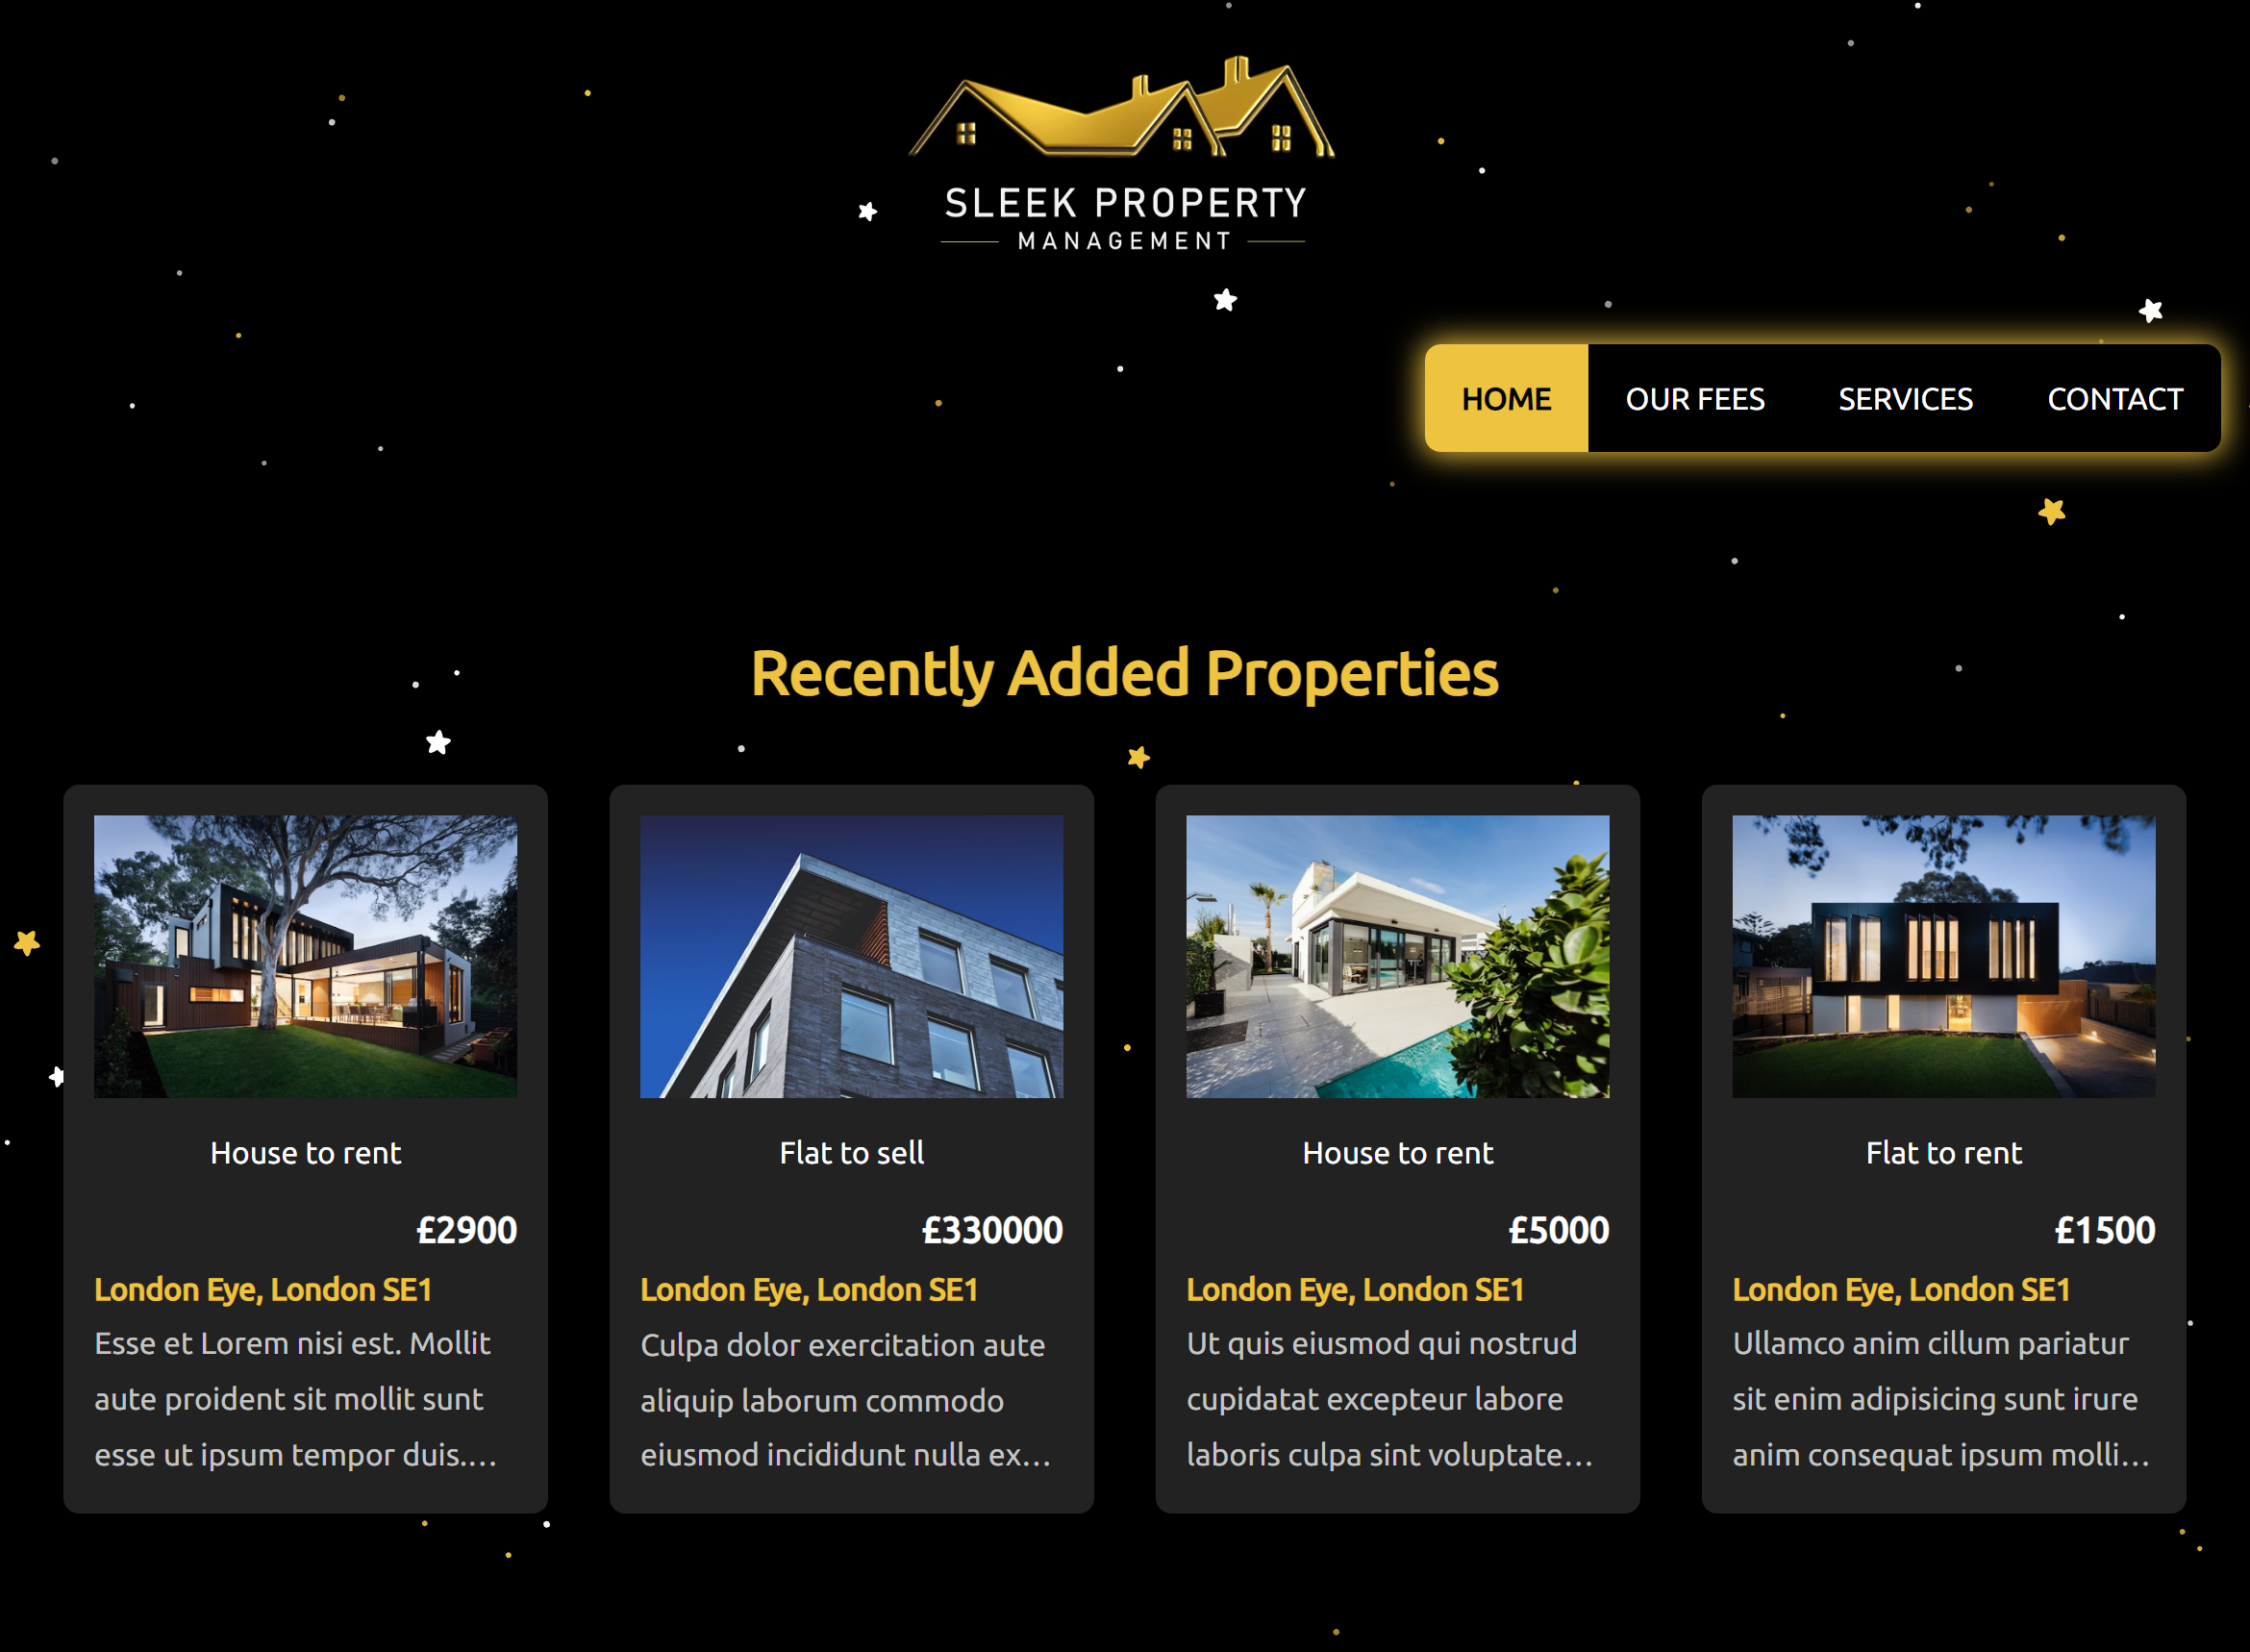 SLEEK PROPERTY
MANAGEMENT
HOME OUR FEES SERVICES CONTACT
Recently Added Properties
House to rent
£2900
London Eye, London SE1
Esse et Lorem nisi est. Mollit
aute proident sit mollit sunt
esse ut ipsum tempor duis.…
Flat to sell
£330000
London Eye, London SE1
Culpa dolor exercitation aute
aliquip laborum commodo
eiusmod incididunt nulla ex…
House to rent
£5000
London Eye, London SE1
Ut quis eiusmod qui nostrud
cupidatat excepteur labore
laboris culpa sint voluptate…
Flat to rent
£1500
London Eye, London SE1
Ullamco anim cillum pariatur
sit enim adipisicing sunt irure
anim consequat ipsum molli…